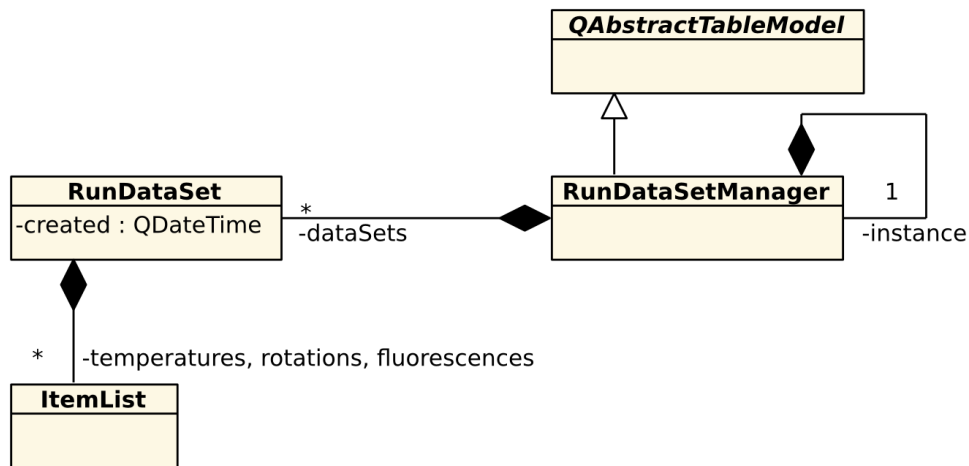 QAbstractTableModel
RunDataSet
-created : QDateTime
*
-dataSets
RunDataSetManager
1
-instance
*
-temperatures, rotations, fluorescences
ItemList